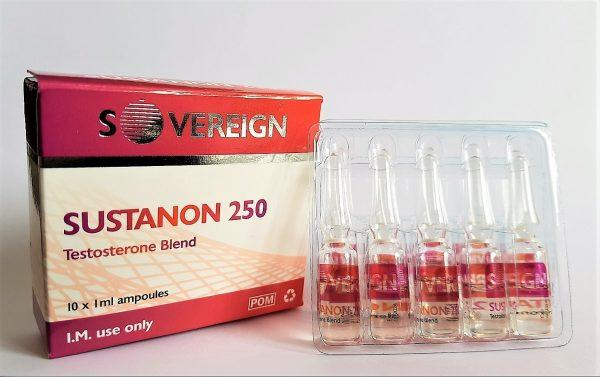 SOVEREIGN
SUSTANON 250
Testosterone Blend
10 x 1ml ampoules
POM
I.M. use only